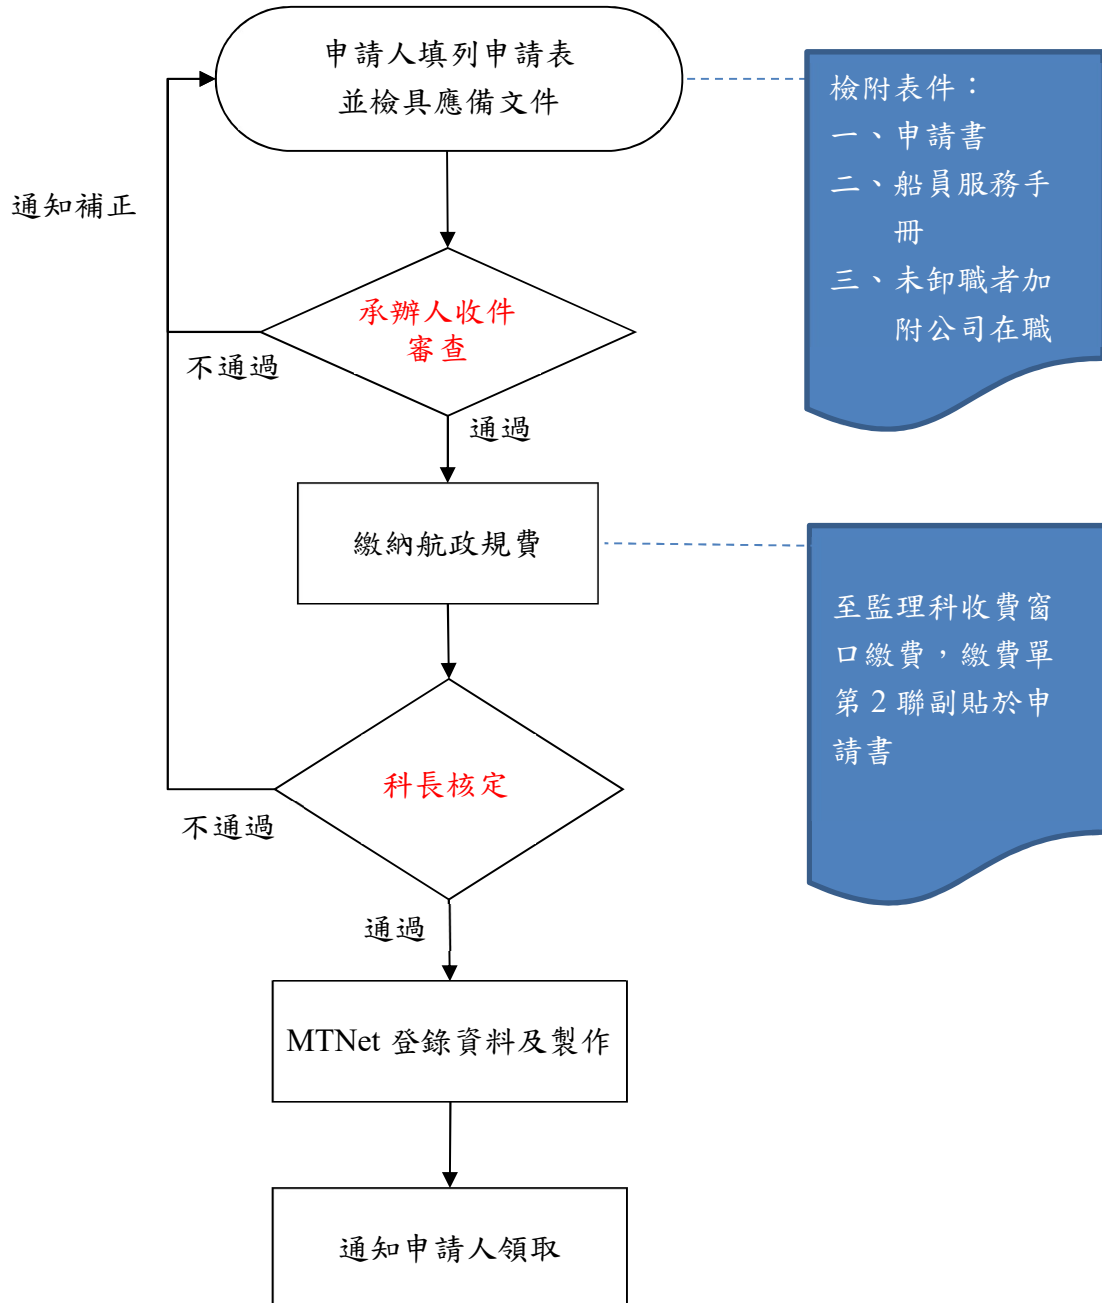 申請人填列申請表
並檢具應備文件
檢附表件：
一、申請書
二、船員服務手
冊
三、未卸職者加
附公司在職
通知補正
承辦人收件
審查
不通過
通過
繳納航政規費
至監理科收費窗
口繳費，繳費單
第 2 聯副貼於申
請書
科長核定
不通過
通過
MTNet 登錄資料及製作
通知申請人領取